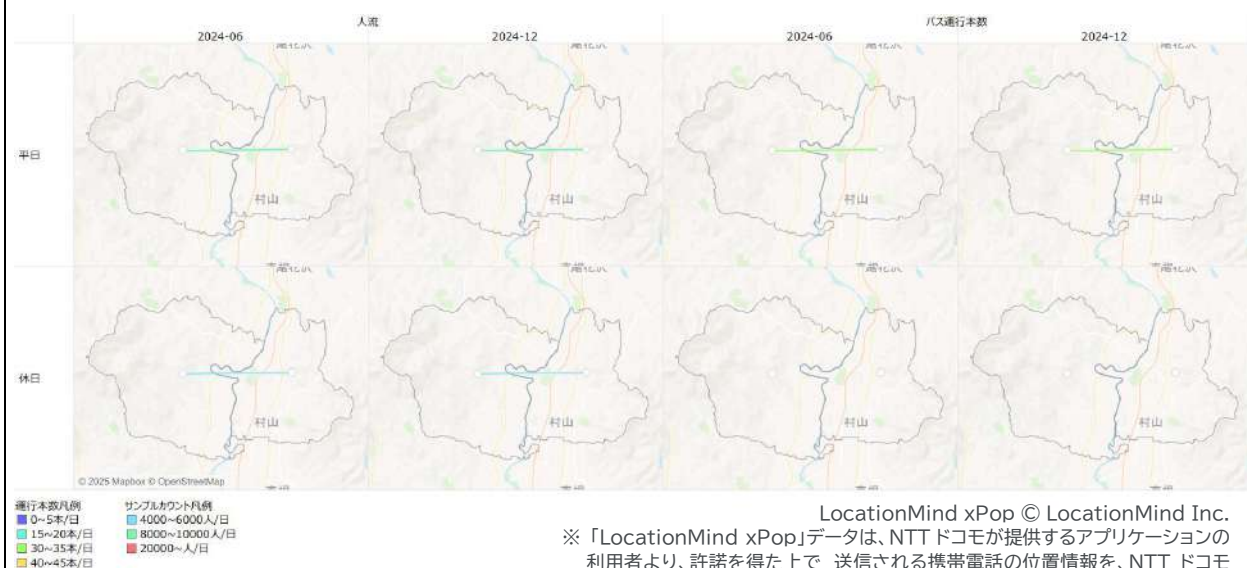 人流
バス運行本数
2024-06
2024-12
2024-06
2024-12
平日
村山
村山
村山
村山
休日
村山
村山
村山
村山
© 2025 Mapbox © OpenStreetMap
運行本数凡例
0~5本/日
15~20本/日
30~35本/日
40~45本/日
サンプルカウント凡例
4000~6000人/日
8000~10000人/日
20000~人/日
LocationMind xPop © LocationMind Inc.
※ 「LocationMind xPop」データは、NTTドコモが提供するアプリケーションの
利用者より、許諾を得た上で 送信される携帯電話の位置情報を、NTT ドコモ